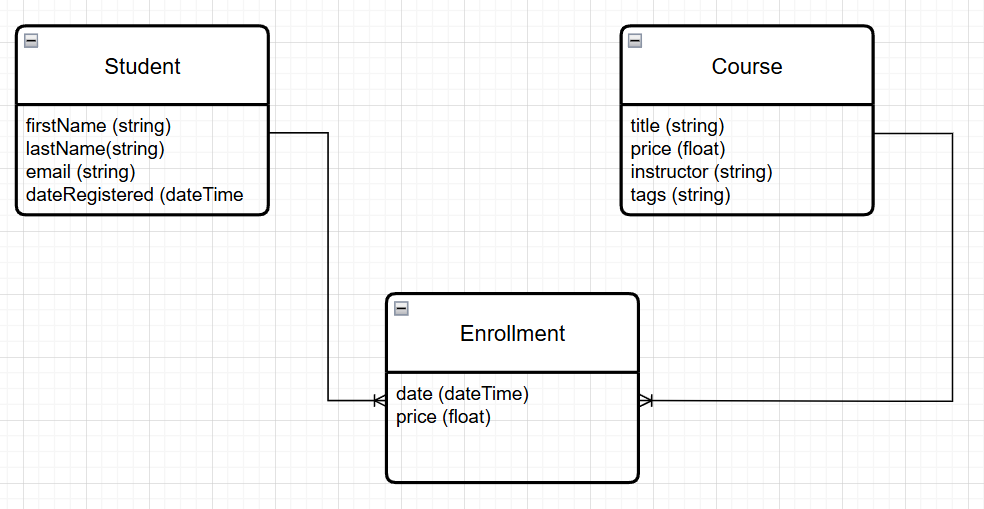 Student
firstName (string)
lastName(string)
email (string)
dateRegistered (dateTime
Course
title (string)
price (float)
instructor (string)
tags (string)
Enrollment
date (dateTime)
price (float)